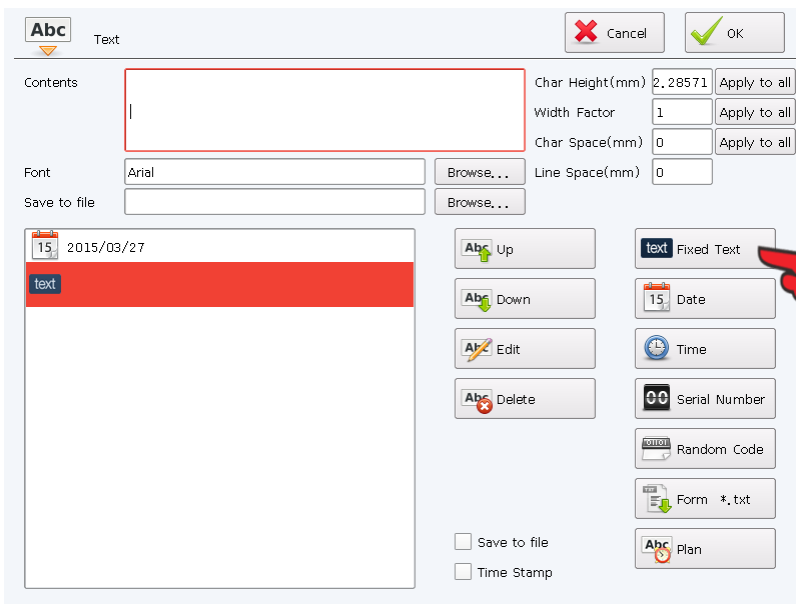 Abc Text Cancel OK
Contents Char Height(mm) 2.28571 Apply to all
Width Factor 1 Apply to all
Char Space(mm) 0 Apply to all
Font Arial Browse... Line Space(mm) 0
Save to file Browse...
15 2015/03/27
text
Abc Up
Abc Down
Abc Edit
Abc Delete
text Fixed Text
15 Date
Time
00 Serial Number
01101 Random Code
Form *.txt
Abc Plan
Save to file
Time Stamp